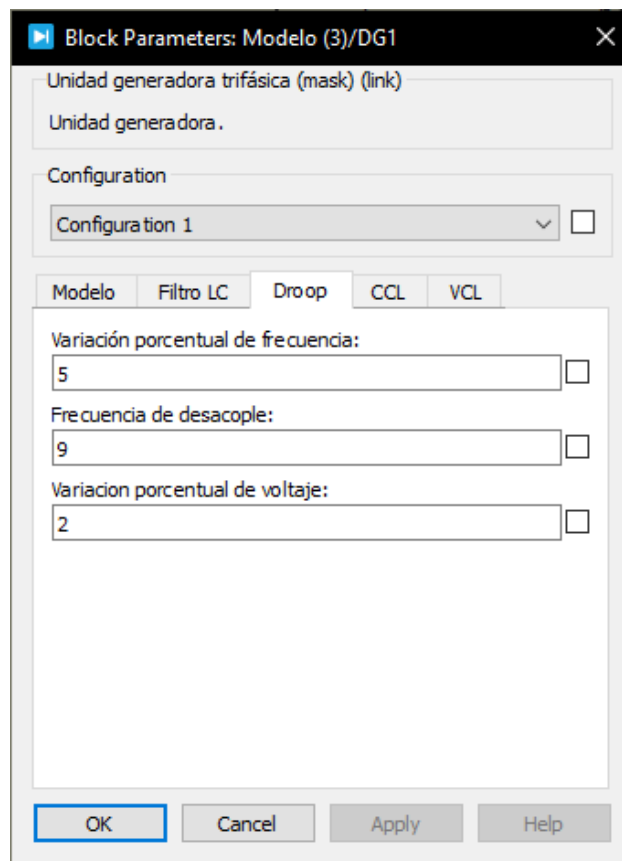 Block Parameters: Modelo (3)/DG1
Unidad generadora trifásica (mask) (link)
Unidad generadora.
Configuration
Configuration 1
Modelo Filtro LC Droop CCL VCL
Variación porcentual de frecuencia:
5
Frecuencia de desacople:
9
Variacion porcentual de voltaje:
2
OK Cancel Apply Help